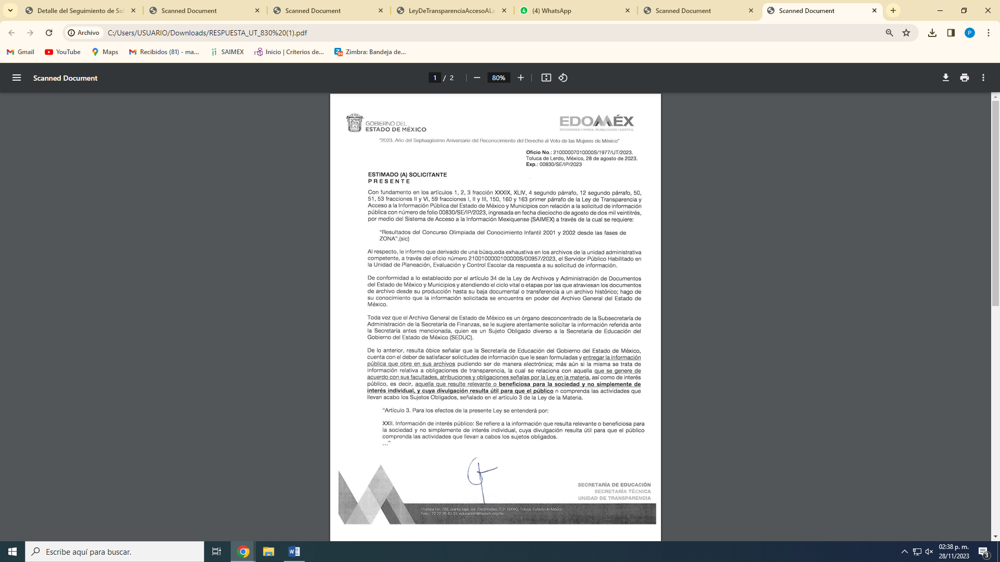 Detalle del Seguimiento de Sol
Scanned Document
Scanned Document
LeyDeTransparenciaAccesoALa
(4) WhatsApp
Scanned Document
Scanned Document
Archivo
C:/Users/USUARIO/Downloads/RESPUESTA_UT_830%20(1).pdf
P
Gmail
YouTube
Maps
Recibidos (81) - ma...
SAIMEX
Inicio | Criterios de...
Zimbra: Bandeja de...
Scanned Document
1 / 2
80%
GOBIERNO DEL
ESTADO DE MÉXICO
EDOMÉX
DECISIONES FIRMES, RESULTADOS FUERTES.
"2023. Año del Septuagésimo Aniversario del Reconocimiento del Derecho al Voto de las Mujeres de México"
Oficio No.: 21000007010000S/1977/UT/2023.
Toluca de Lerdo, México, 28 de agosto de 2023.
Exp.: 00830/SE/IP/2023
ESTIMADO (A) SOLICITANTE
P R E S E N T E
Con fundamento en los artículos 1, 2, 3 fracción XXXIX, XLIV, 4 segundo párrafo, 12 segundo párrafo, 50,
51, 53 fracciones II y VI, 59 fracciones I, II y III, 150, 160 y 163 primer párrafo de la Ley de Transparencia y
Acceso a la Información Pública del Estado de México y Municipios con relación a la solicitud de información
pública con número de folio 00830/SE/IP/2023, ingresada en fecha dieciocho de agosto de dos mil veintitrés,
por medio del Sistema de Acceso a la Información Mexiquense (SAIMEX) a través de la cual se requiere:
"Resultados del Concurso Olimpiada del Conocimiento Infantil 2001 y 2002 desde las fases de
ZONA".(sic)
Al respecto, le informo que derivado de una búsqueda exhaustiva en los archivos de la unidad administrativa
competente, a través del oficio número 2100100000100000S/00957/2023, el Servidor Público Habilitado en
la Unidad de Planeación, Evaluación y Control Escolar da respuesta a su solicitud de información.
De conformidad a lo establecido por el artículo 34 de la Ley de Archivos y Administración de Documentos
del Estado de México y Municipios y atendiendo el ciclo vital o etapas por las que atraviesan los documentos
de archivo desde su producción hasta su baja documental o transferencia a un archivo histórico; hago de
su conocimiento que la información solicitada se encuentra en poder del Archivo General del Estado de
México.
Toda vez que el Archivo General de Estado de México es un órgano desconcentrado de la Subsecretaría de
Administración de la Secretaría de Finanzas, se le sugiere atentamente solicitar la información referida ante
la Secretaría antes mencionada, quien es un Sujeto Obligado diverso a la Secretaría de Educación del
Gobierno del Estado de México (SEDUC).
De lo anterior, resulta óbice señalar que la Secretaría de Educación del Gobierno del Estado de México,
cuenta con el deber de satisfacer solicitudes de información que le sean formuladas y entregar la información
pública que obre en sus archivos pudiendo ser de manera electrónica; más aún si la misma se trata de
información relativa a obligaciones de transparencia, la cual se relaciona con aquella que se genere de
acuerdo con sus facultades, atribuciones y obligaciones señalas por la Ley en la materia, así como de interés
público, es decir, aquella que resulte relevante o beneficiosa para la sociedad y no simplemente de
interés individual, y cuya divulgación resulta útil para que el público n comprenda las actividades que
llevan acabo los Sujetos Obligados, señalado en el artículo 3 de la Ley de la Materia.
"Artículo 3. Para los efectos de la presente Ley se entenderá por:
XXII. Información de interés público: Se refiere a la información que resulta relevante o beneficiosa para
la sociedad y no simplemente de interés individual, cuya divulgación resulta útil para que el público
comprenda las actividades que llevan a cabos los sujetos obligados.
..."
SECRETARÍA DE EDUCACIÓN
SECRETARÍA TÉCNICA
UNIDAD DE TRANSPARENCIA
Otumba No. 782, planta baja, col. Electricistas, C.P. 50040, Toluca, Estado de México
Tels.: 72 22 26 43 33, educacion@itaipem.org.mx
Escribe aquí para buscar.
02:38 p. m.
28/11/2023
3